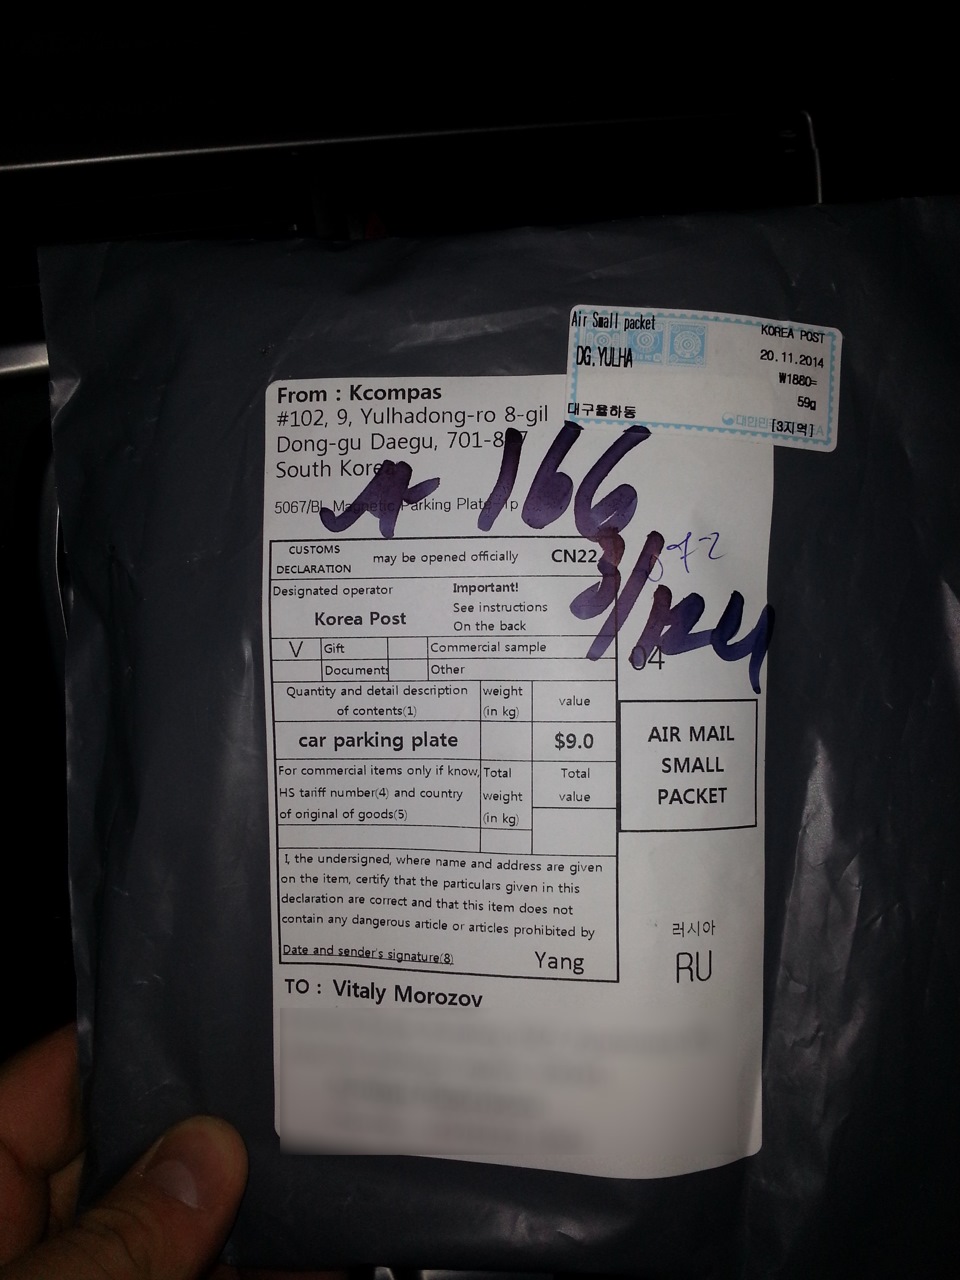 Air Small packet
KOREA POST
DG.YULHA
20.11.2014
₩1880=
59g
대구율하동
[3지역]
From : Kcompas
#102, 9, Yulhadong-ro 8-gil
Dong-gu Daegu, 701-8
South Korea
5067/BL Magnetic Parking Plate- 1p
166
CUSTOMS
DECLARATION
may be opened officially
CN22
Designated operator
Important!
See instructions
On the back
Korea Post
V Gift
Commercial sample
Documents
Other
04
Quantity and detail description
of contents(1)
weight
(in kg)
value
car parking plate
$9.0
AIR MAIL
SMALL
PACKET
For commercial items only if know,
HS tariff number(4) and country
of original of goods(5)
Total
weight
(in kg)
Total
value
I, the undersigned, where name and address are given
on the item, certify that the particulars given in this
declaration are correct and that this item does not
contain any dangerous article or articles prohibited by
Date and sender's signature(8)
Yang
러시아
RU
TO : Vitaly Morozov